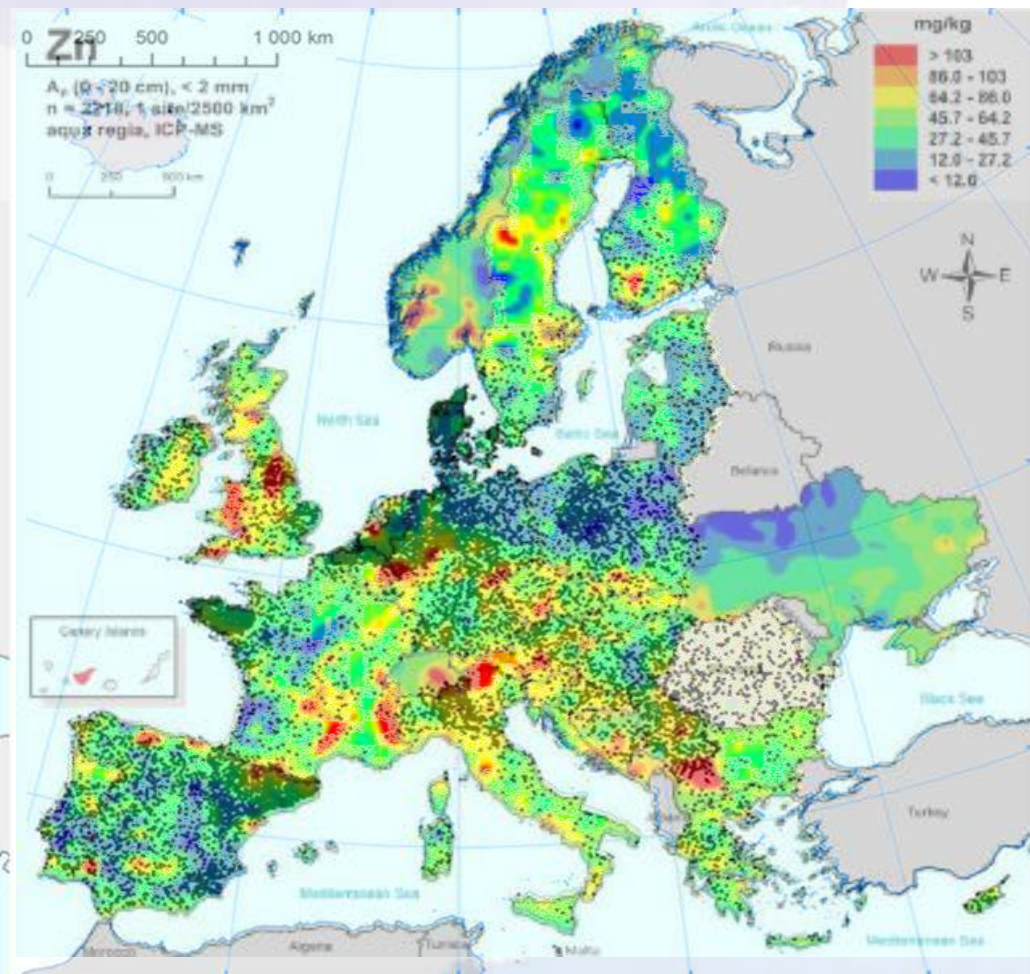 Zn
0 250 500 1 000 km
Ap (0 - 20 cm), < 2 mm
n = 2218, 1 site/2500 km²
aqua regia, ICP-MS
0 250 500 km
mg/kg
> 103
86.0 - 103
64.2 - 86.0
45.7 - 64.2
27.2 - 45.7
12.0 - 27.2
< 12.0
Arctic Ocean
N
W E
S
Russia
North Sea
Baltic Sea
Belarus
Canary Islands
Black Sea
Turkey
Albania
Mediterranean Sea
Mediterranean Sea
Morocco
Algeria
Tunisia
Malta